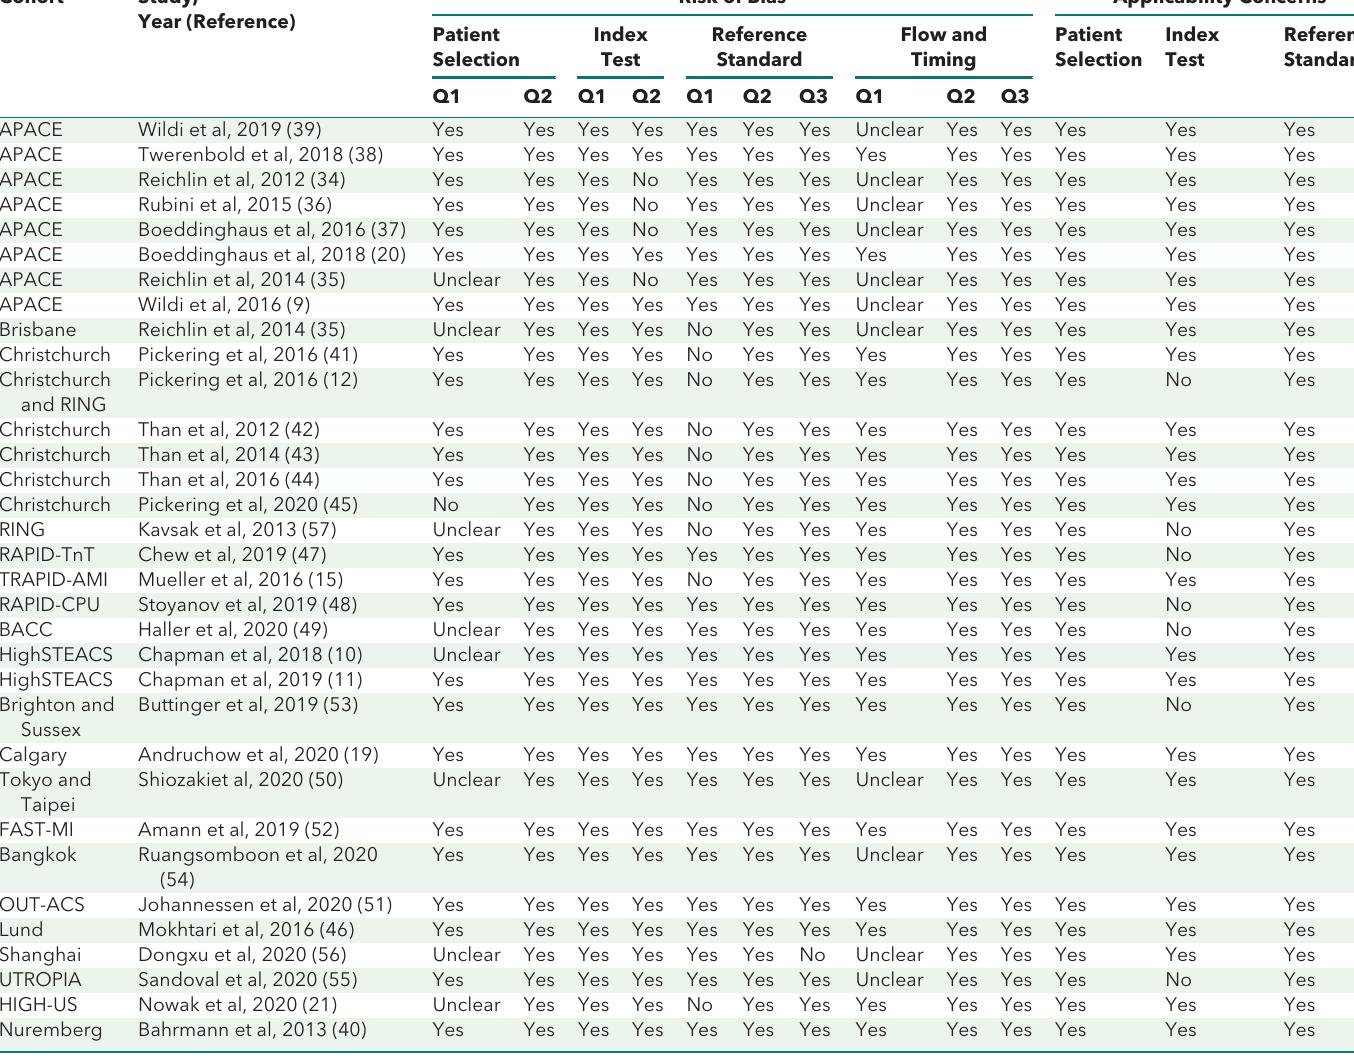 Year (Reference)
Patient Selection Index Test Reference Standard Flow and Timing Patient Selection Index Test
Q1 Q2 Q1 Q2 Q1 Q2 Q3 Q1 Q2 Q3
APACE Wildi et al, 2019 (39) Yes Yes Yes Yes Yes Yes Yes Unclear Yes Yes Yes Yes Yes
APACE Twerenbold et al, 2018 (38) Yes Yes Yes Yes Yes Yes Yes Yes Yes Yes Yes Yes Yes
APACE Reichlin et al, 2012 (34) Yes Yes Yes No Yes Yes Yes Unclear Yes Yes Yes Yes Yes
APACE Rubini et al, 2015 (36) Yes Yes Yes No Yes Yes Yes Unclear Yes Yes Yes Yes Yes
APACE Boeddinghaus et al, 2016 (37) Yes Yes Yes No Yes Yes Yes Unclear Yes Yes Yes Yes Yes
APACE Boeddinghaus et al, 2018 (20) Yes Yes Yes Yes Yes Yes Yes Yes Yes Yes Yes Yes Yes
APACE Reichlin et al, 2014 (35) Unclear Yes Yes No Yes Yes Yes Unclear Yes Yes Yes Yes Yes
APACE Wildi et al, 2016 (9) Yes Yes Yes Yes Yes Yes Yes Unclear Yes Yes Yes Yes Yes
Brisbane Reichlin et al, 2014 (35) Unclear Yes Yes Yes No Yes Yes Unclear Yes Yes Yes Yes Yes
Christchurch Pickering et al, 2016 (41) Yes Yes Yes Yes No Yes Yes Yes Yes Yes Yes Yes Yes
Christchurch Pickering et al, 2016 (12) Yes Yes Yes Yes No Yes Yes Yes Yes Yes Yes No Yes
and RING
Christchurch Than et al, 2012 (42) Yes Yes Yes Yes No Yes Yes Yes Yes Yes Yes Yes Yes
Christchurch Than et al, 2014 (43) Yes Yes Yes Yes No Yes Yes Yes Yes Yes Yes Yes Yes
Christchurch Than et al, 2016 (44) Yes Yes Yes Yes No Yes Yes Yes Yes Yes Yes Yes Yes
Christchurch Pickering et al, 2020 (45) No Yes Yes Yes No Yes Yes Yes Yes Yes Yes Yes Yes
RING Kavsak et al, 2013 (57) Unclear Yes Yes Yes No Yes Yes Yes Yes Yes Yes No Yes
RAPID-TnT Chew et al, 2019 (47) Yes Yes Yes Yes Yes Yes Yes Yes Yes Yes Yes No Yes
TRAPID-AMI Mueller et al, 2016 (15) Yes Yes Yes Yes No Yes Yes Yes Yes Yes Yes Yes Yes
RAPID-CPU Stoyanov et al, 2019 (48) Yes Yes Yes Yes Yes Yes Yes Yes Yes Yes Yes No Yes
BACC Haller et al, 2020 (49) Unclear Yes Yes Yes Yes Yes Yes Yes Yes Yes Yes No Yes
HighSTEACS Chapman et al, 2018 (10) Unclear Yes Yes Yes Yes Yes Yes Yes Yes Yes Yes Yes Yes
HighSTEACS Chapman et al, 2019 (11) Yes Yes Yes Yes Yes Yes Yes Yes Yes Yes Yes Yes Yes
Brighton and Buttinger et al, 2019 (53) Yes Yes Yes Yes Yes Yes Yes Yes Yes Yes Yes No Yes
Sussex
Calgary Andruchow et al, 2020 (19) Yes Yes Yes Yes Yes Yes Yes Yes Yes Yes Yes Yes Yes
Tokyo and Shiozakiet al, 2020 (50) Unclear Yes Yes Yes Yes Yes Yes Unclear Yes Yes Yes Yes Yes
Taipei
FAST-MI Amann et al, 2019 (52) Yes Yes Yes Yes Yes Yes Yes Yes Yes Yes Yes Yes Yes
Bangkok Ruangsomboon et al, 2020 Yes Yes Yes Yes Yes Yes Yes Unclear Yes Yes Yes Yes Yes
(54)
OUT-ACS Johannessen et al, 2020 (51) Yes Yes Yes Yes Yes Yes Yes Yes Yes Yes Yes Yes Yes
Lund Mokhtari et al, 2016 (46) Yes Yes Yes Yes Yes Yes Yes Yes Yes Yes Yes Yes Yes
Shanghai Dongxu et al, 2020 (56) Unclear Yes Yes Yes Yes Yes No Unclear Yes Yes Yes Yes Yes
UTROPIA Sandoval et al, 2020 (55) Yes Yes Yes Yes Yes Yes Yes Unclear Yes Yes Yes No Yes
HIGH-US Nowak et al, 2020 (21) Unclear Yes Yes Yes No Yes Yes Yes Yes Yes Yes Yes Yes
Nuremberg Bahrmann et al, 2013 (40) Yes Yes Yes Yes Yes Yes Yes Yes Yes Yes Yes Yes Yes